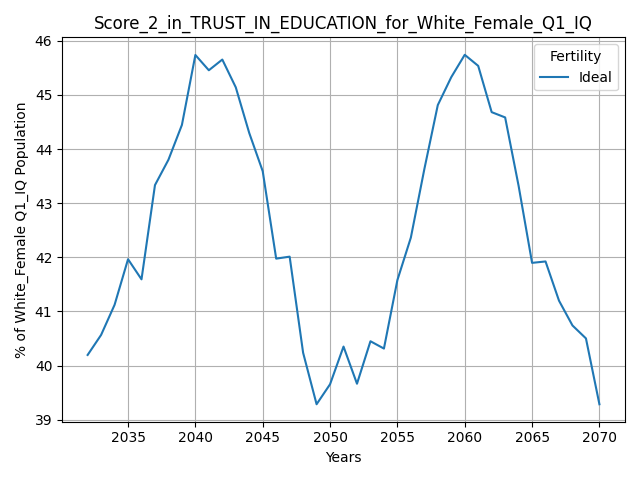 Score_2_in_TRUST_IN_EDUCATION_for_White_Female_Q1_IQ
% of White_Female Q1_IQ Population
46
45
44
43
42
41
40
39
Fertility
Ideal
2035 2040 2045 2050 2055 2060 2065 2070
Years